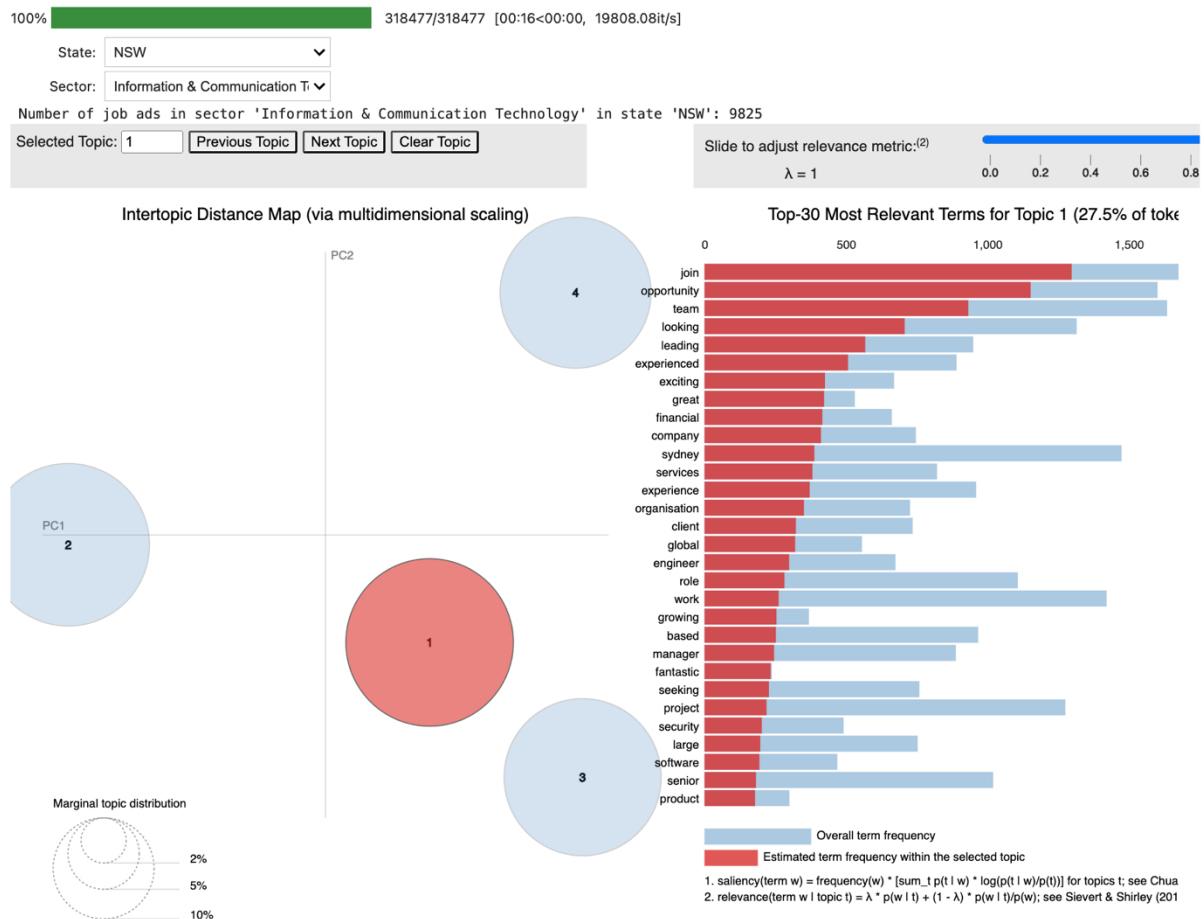 100% 318477/318477 [00:16<00:00, 19808.08it/s]
State: NSW
Sector: Information & Communication T
Number of job ads in sector 'Information & Communication Technology' in state 'NSW': 9825
Selected Topic: 1 Previous Topic Next Topic Clear Topic
Slide to adjust relevance metric:(2)
λ = 1
0.0 0.2 0.4 0.6 0.8
Intertopic Distance Map (via multidimensional scaling)
PC2
PC1
4
2
1
3
Marginal topic distribution
2%
5%
10%
Top-30 Most Relevant Terms for Topic 1 (27.5% of toke
0 500 1,000 1,500
join
opportunity
team
looking
leading
experienced
exciting
great
financial
company
sydney
services
experience
organisation
client
global
engineer
role
work
growing
based
manager
fantastic
seeking
project
security
large
software
senior
product
Overall term frequency
Estimated term frequency within the selected topic
1. saliency(term w) = frequency(w) * [sum_t p(t | w) * log(p(t | w)/p(t))] for topics t; see Chua
2. relevance(term w | topic t) = λ * p(w | t) + (1 - λ) * p(w | t)/p(w); see Sievert & Shirley (201